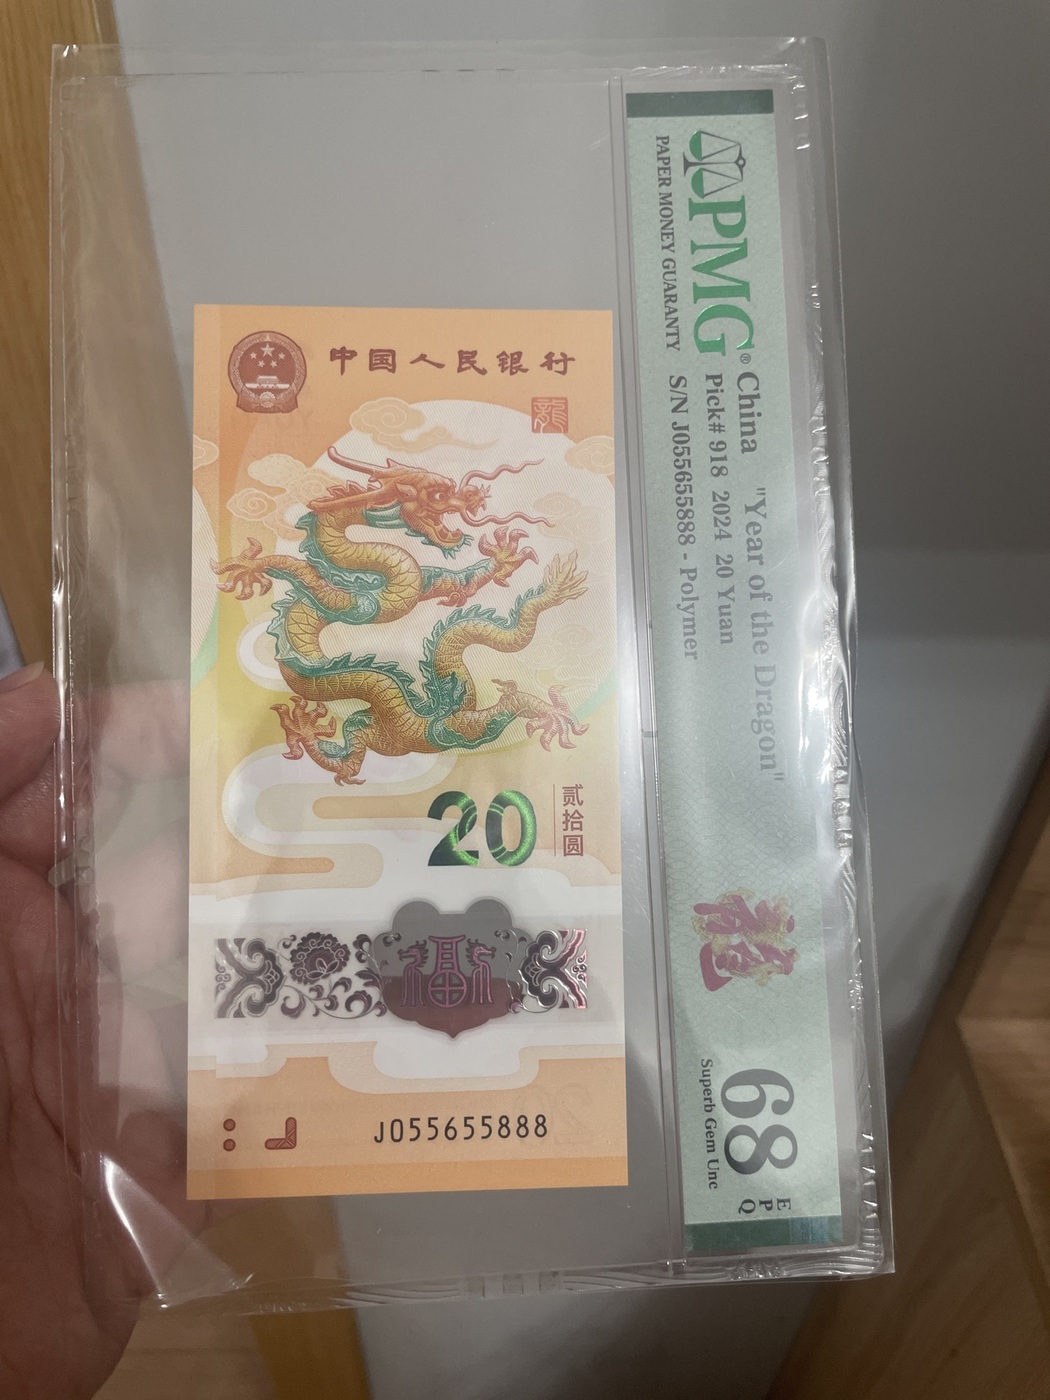 中国人民银行
龍
20
贰拾圆
J055655888
PMG®
PAPER MONEY GUARANTY
China "Year of the Dragon"
Pick# 918 2024 20 Yuan
S/N J055655888 - Polymer
68 EPQ
Superb Gem Unc